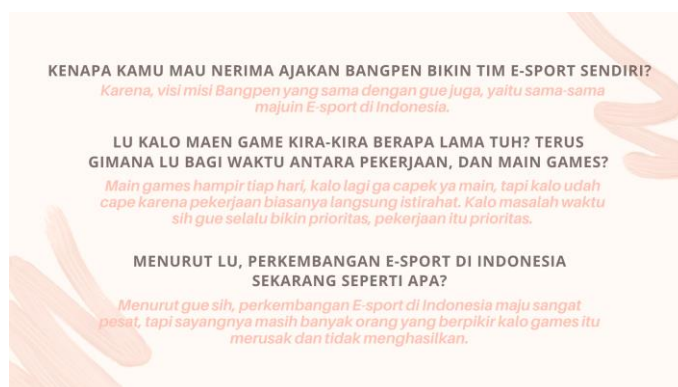 KENAPA KAMU MAU NERIMA AJAKAN BANGPEN BIKIN TIM E-SPORT SENDIRI?
Karena, visi misi Bangpen yang sama dengan gue juga, yaitu sama-sama
majuin E-sport di Indonesia.
LU KALO MAEN GAME KIRA-KIRA BERAPA LAMA TUH? TERUS
GIMANA LU BAGI WAKTU ANTARA PEKERJAAN, DAN MAIN GAMES?
Main games hampir tiap hari, kalo lagi ga capek ya main, tapi kalo udah
cape karena pekerjaan biasanya langsung istirahat. Kalo masalah waktu
sih gue selalu bikin prioritas, pekerjaan itu prioritas.
MENURUT LU, PERKEMBANGAN E-SPORT DI INDONESIA
SEKARANG SEPERTI APA?
Menurut gue sih, perkembangan E-sport di Indonesia maju sangat
pesat, tapi sayangnya masih banyak orang yang berpikir kalo games itu
merusak dan tidak menghasilkan.